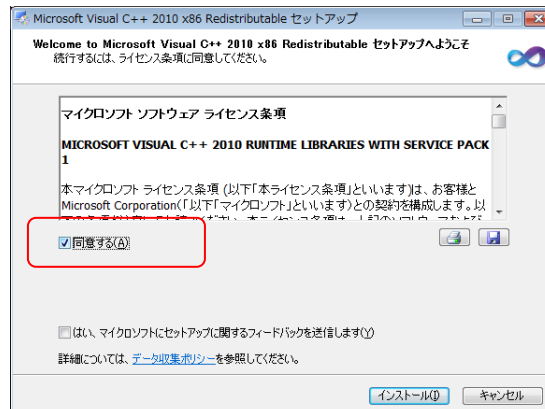 Microsoft Visual C++ 2010 x86 Redistributable セットアップ
Welcome to Microsoft Visual C++ 2010 x86 Redistributable セットアップへようこそ
続行するには、ライセンス条項に同意してください。
マイクロソフト ソフトウェア ライセンス条項
MICROSOFT VISUAL C++ 2010 RUNTIME LIBRARIES WITH SERVICE PACK
1
本マイクロソフト ライセンス条項 (以下「本ライセンス条項」といいます)は、お客様と
Microsoft Corporation(「以下「マイクロソフト」といいます)との契約を構成します。以
同意する(A)
はい、マイクロソフトにセットアップに関するフィードバックを送信します(Y)
詳細については、データ収集ポリシーを参照してください。
インストール(I)
キャンセル